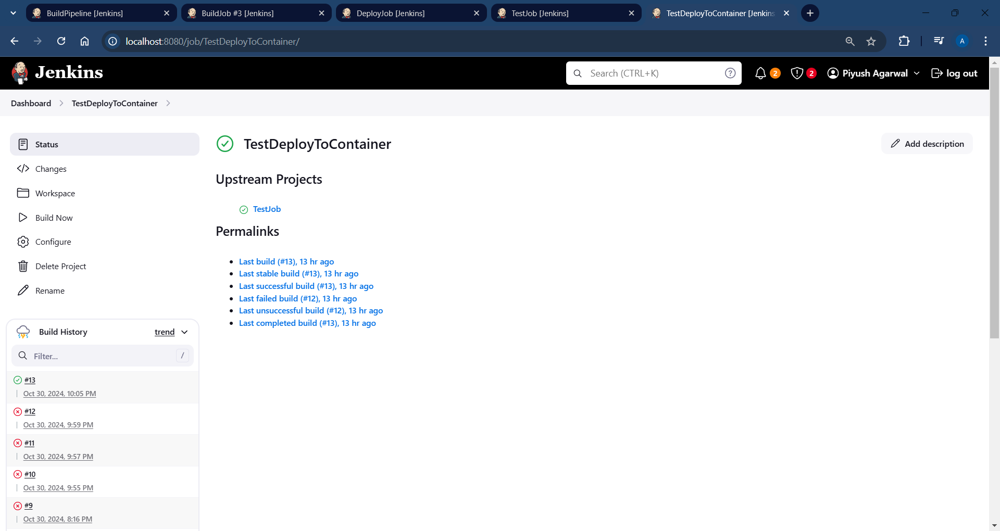 BuildPipeline [Jenkins]
BuildJob #3 [Jenkins]
DeployJob [Jenkins]
TestJob [Jenkins]
TestDeployToContainer [Jenkins
localhost:8080/job/TestDeployToContainer/
A
Jenkins
Search (CTRL+K)
2
2
Piyush Agarwal
log out
Dashboard
TestDeployToContainer
Status
Changes
Workspace
Build Now
Configure
Delete Project
Rename
Build History
trend
Filter...
/
#13
Oct 30, 2024, 10:05 PM
#12
Oct 30, 2024, 9:59 PM
#11
Oct 30, 2024, 9:57 PM
#10
Oct 30, 2024, 9:55 PM
#9
Oct 30, 2024, 8:16 PM
TestDeployToContainer
Add description
Upstream Projects
TestJob
Permalinks
Last build (#13), 13 hr ago
Last stable build (#13), 13 hr ago
Last successful build (#13), 13 hr ago
Last failed build (#12), 13 hr ago
Last unsuccessful build (#12), 13 hr ago
Last completed build (#13), 13 hr ago